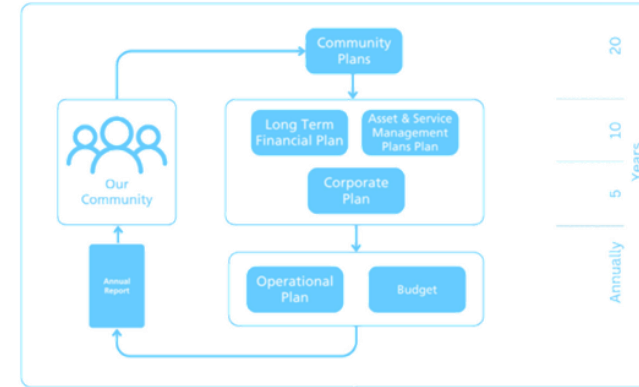 Community
Plans
20
Long Term
Financial Plan
Asset & Service
Management
Plans Plan
10
Years
Our
Community
Corporate
Plan
5
Annual
Report
Operational
Plan
Budget
Annually